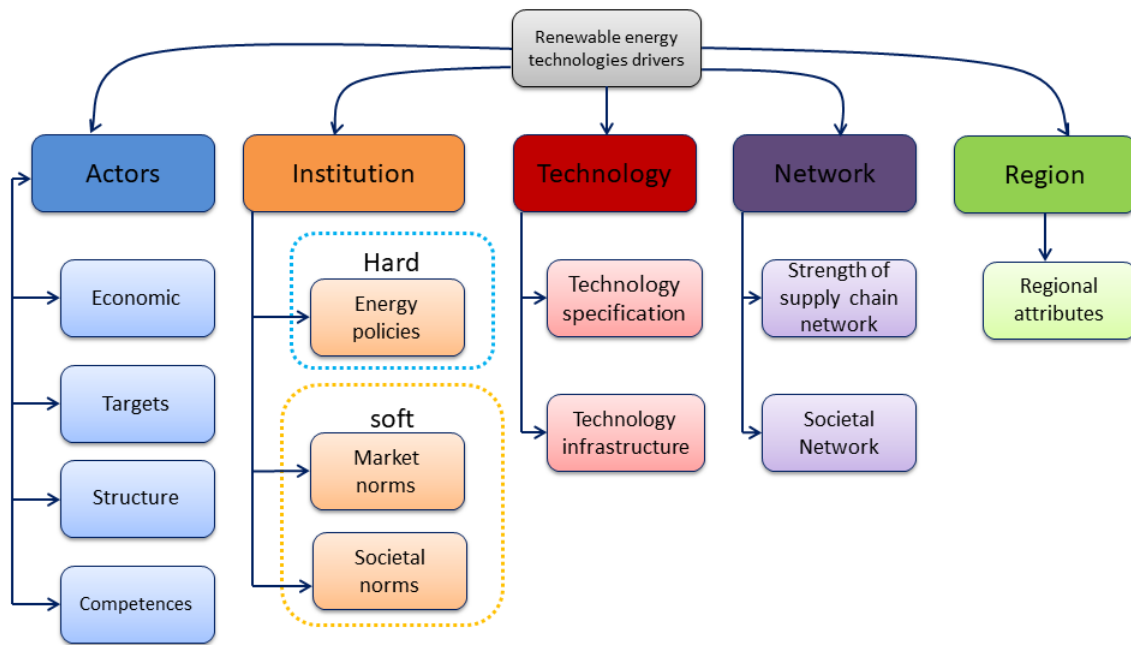 Renewable energy
technologies drivers
Actors
Institution
Technology
Network
Region
Economic
Targets
Structure
Competences
Hard
Energy
policies
soft
Market
norms
Societal
norms
Technology
specification
Technology
infrastructure
Strength of
supply chain
network
Societal
Network
Regional
attributes